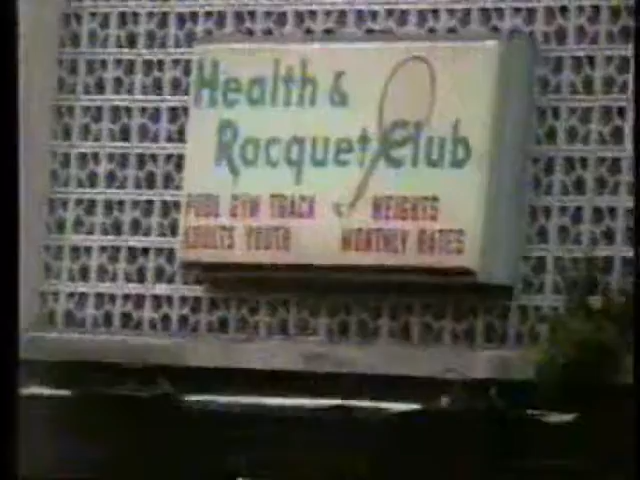 Health &
Racquet Club
POOL GYM TRACK WEIGHTS
ADULTS YOUTH MONTHLY RATES